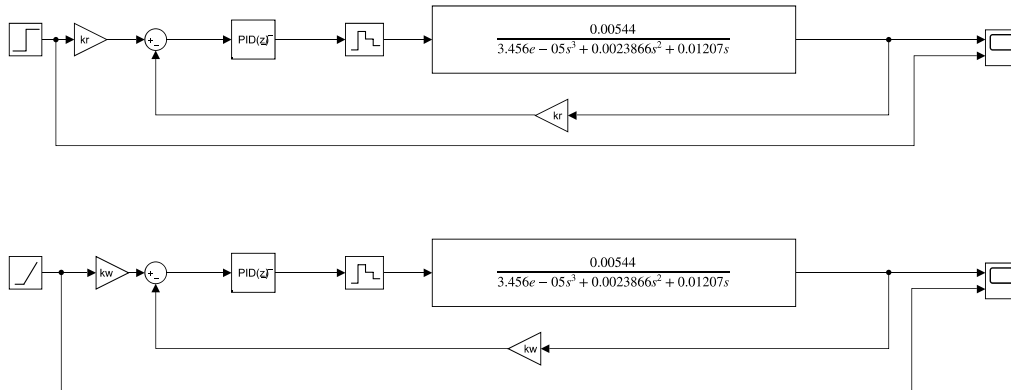 kr
+
−
PID(z)
0.00544
3.456e − 05s³ + 0.0023866s² + 0.01207s
kr
kw
+
−
PID(z)
0.00544
3.456e − 05s³ + 0.0023866s² + 0.01207s
kw